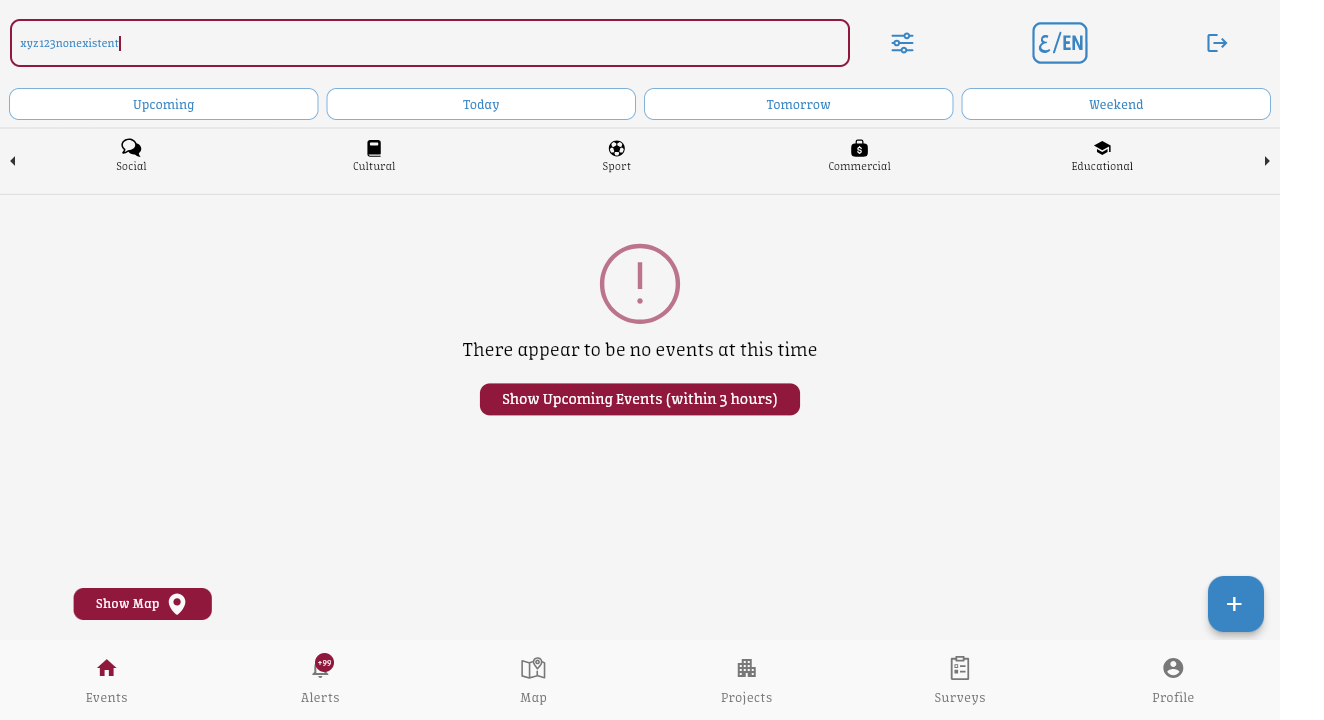 xyz123nonexistent
ع/EN
Upcoming Today Tomorrow Weekend
Social Cultural Sport Commercial Educational
There appear to be no events at this time
Show Upcoming Events (within 3 hours)
Show Map
+99
Events Alerts Map Projects Surveys Profile